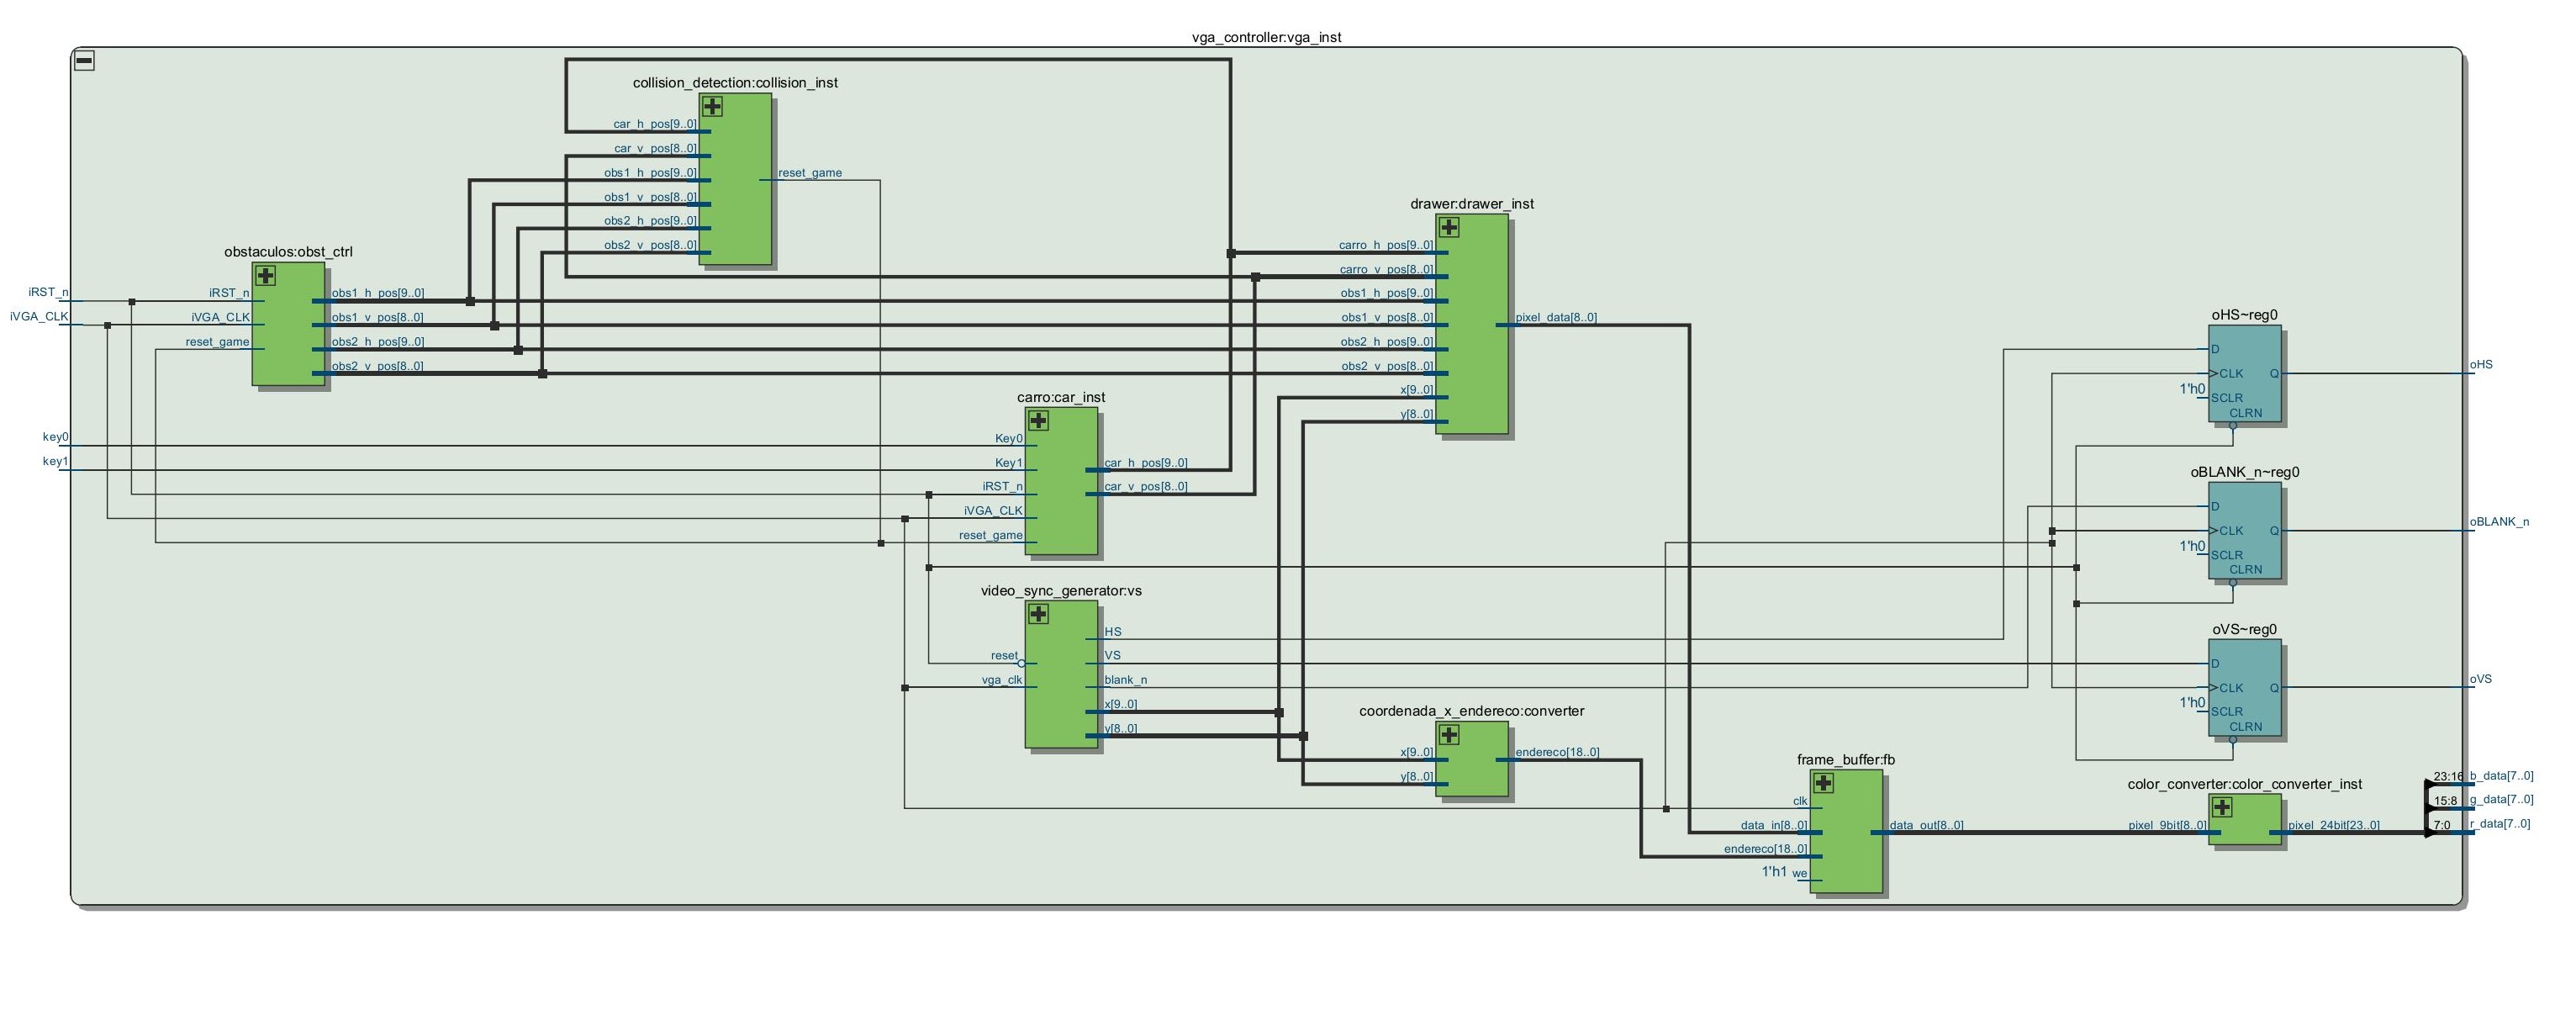 vga_controller:vga_inst
collision_detection:collision_inst
car_h_pos[9..0]
car_v_pos[8..0]
obs1_h_pos[9..0]
obs1_v_pos[8..0]
obs2_h_pos[9..0]
obs2_v_pos[8..0]
reset_game
obstaculos:obst_ctrl
iRST_n
iVGA_CLK
iRST_n
iVGA_CLK
reset_game
obs1_h_pos[9..0]
obs1_v_pos[8..0]
obs2_h_pos[9..0]
obs2_v_pos[8..0]
drawer:drawer_inst
carro_h_pos[9..0]
carro_v_pos[8..0]
obs1_h_pos[9..0]
obs1_v_pos[8..0]
obs2_h_pos[9..0]
obs2_v_pos[8..0]
x[9..0]
y[8..0]
pixel_data[8..0]
key0
key1
carro:car_inst
Key0
Key1
iRST_n
iVGA_CLK
reset_game
car_h_pos[9..0]
car_v_pos[8..0]
video_sync_generator:vs
reset
vga_clk
HS
VS
blank_n
x[9..0]
y[8..0]
coordenada_x_endereco:converter
x[9..0]
y[8..0]
endereco[18..0]
frame_buffer:fb
clk
data_in[8..0]
endereco[18..0]
1'h1 we
data_out[8..0]
oHS~reg0
D
CLK
1'h0 SCLR
CLRN
Q
oHS
oBLANK_n~reg0
D
CLK
1'h0 SCLR
CLRN
Q
oBLANK_n
oVS~reg0
D
CLK
1'h0 SCLR
CLRN
Q
oVS
color_converter:color_converter_inst
pixel_9bit[8..0]
pixel_24bit[23..0]
23:16 b_data[7..0]
15:8 g_data[7..0]
7:0 r_data[7..0]